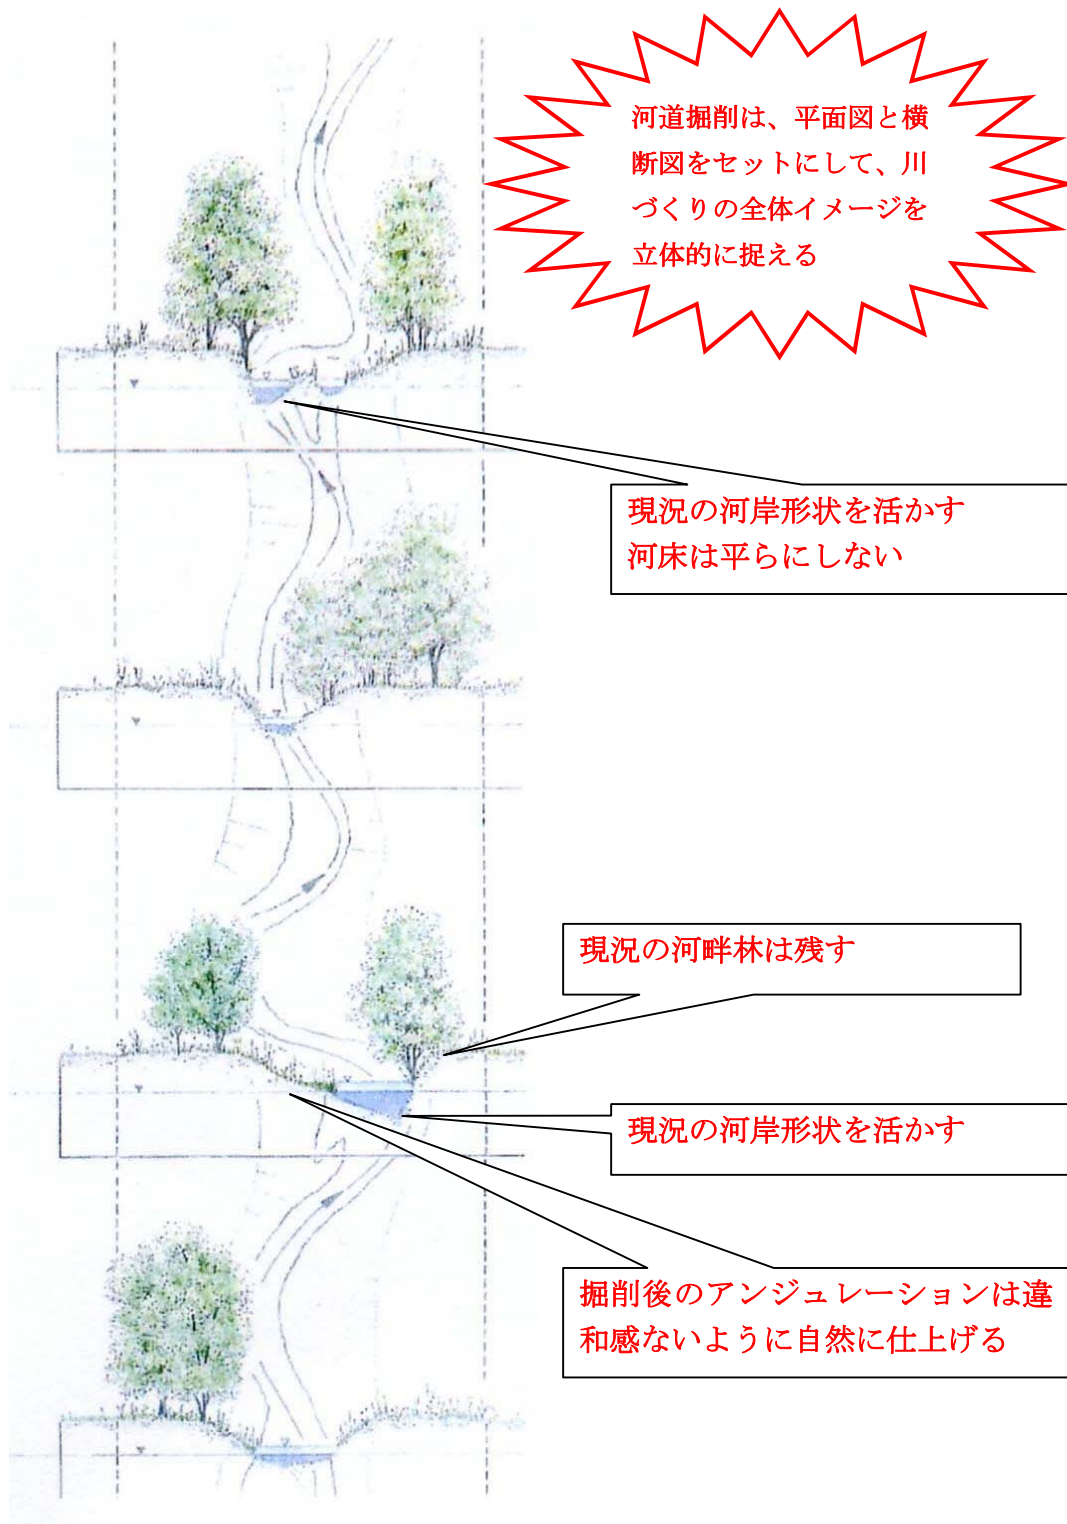 河道掘削は、平面図と横
断図をセットにして、川
づくりの全体イメージを
立体的に捉える
現況の河岸形状を活かす
河床は平らにしない
現況の河畔林は残す
現況の河岸形状を活かす
掘削後のアンジュレーションは違
和感ないように自然に仕上げる